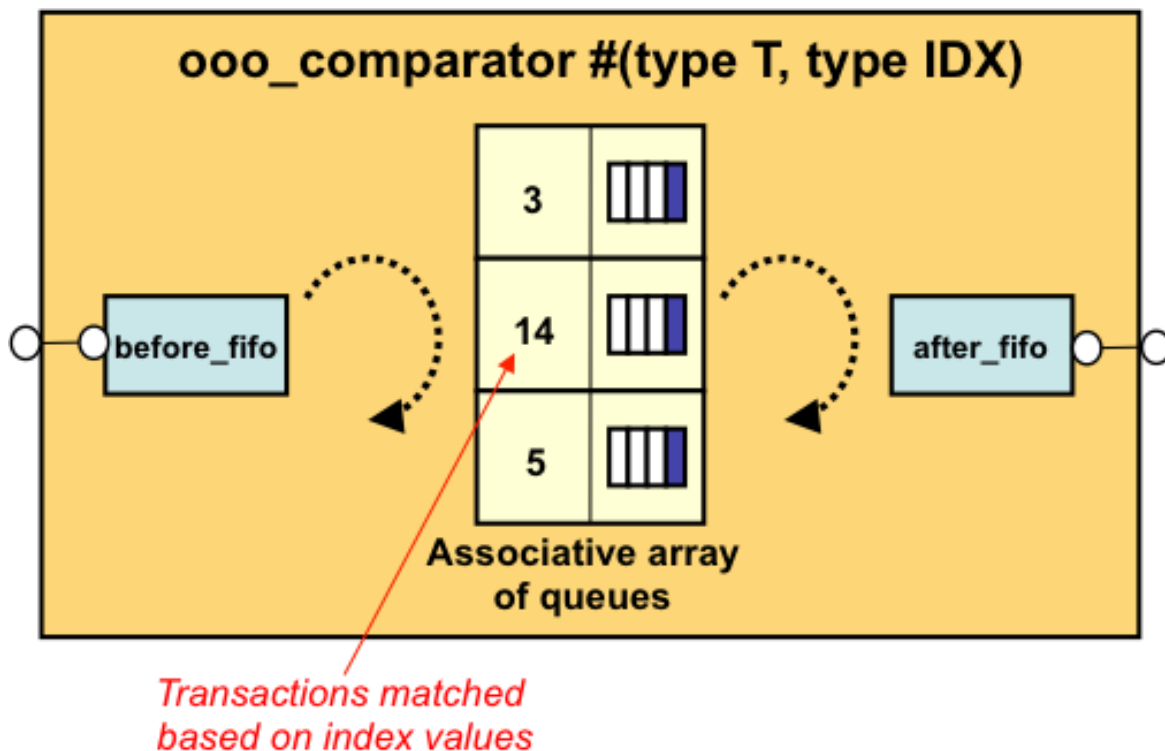 ooo_comparator #(type T, type IDX)
3
before_fifo
14
after_fifo
5
Associative array
of queues
Transactions matched
based on index values